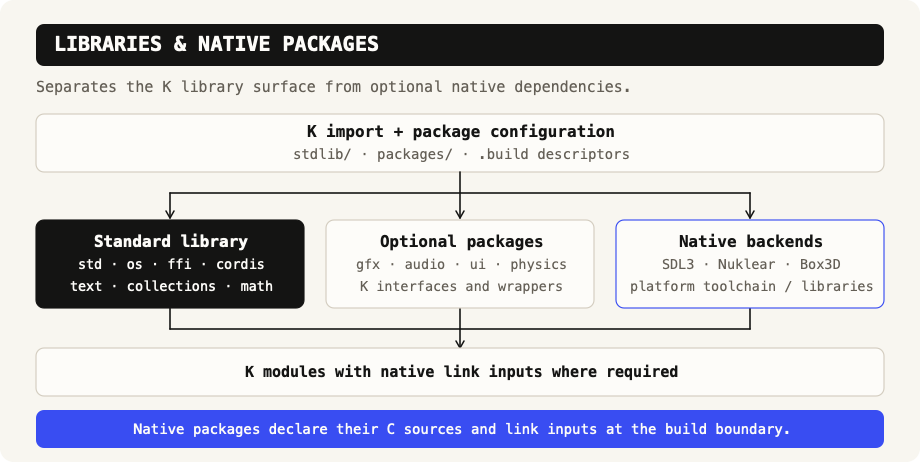 LIBRARIES & NATIVE PACKAGES
Separates the K library surface from optional native dependencies.
K import + package configuration
stdlib/ · packages/ · .build descriptors
Standard library
std · os · ffi · cordis
text · collections · math
Optional packages
gfx · audio · ui · physics
K interfaces and wrappers
Native backends
SDL3 · Nuklear · Box3D
platform toolchain / libraries
K modules with native link inputs where required
Native packages declare their C sources and link inputs at the build boundary.